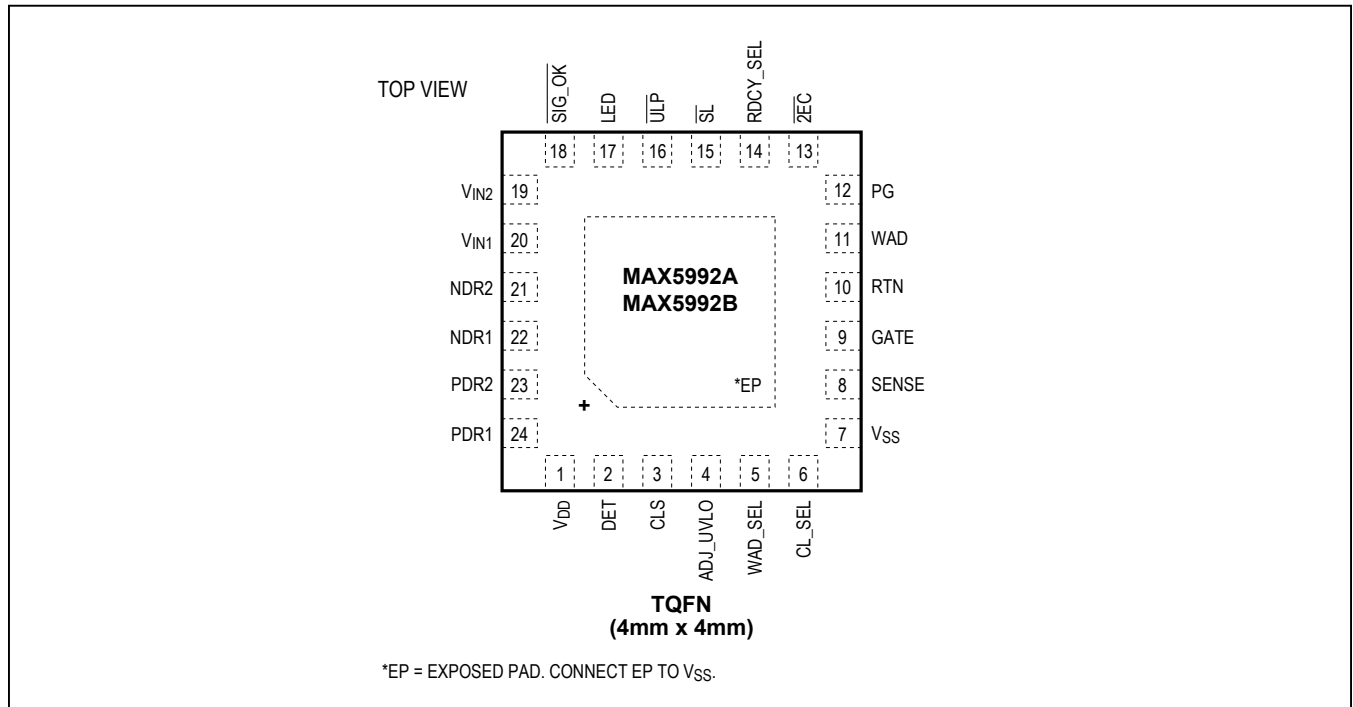 TOP VIEW
SIG_OK
LED
ULP
SL
RDCY_SEL
2EC
18
17
16
15
14
13
VIN2 19
VIN1 20
NDR2 21
NDR1 22
PDR2 23
PDR1 24
12 PG
11 WAD
10 RTN
9 GATE
8 SENSE
7 VSS
MAX5992A
MAX5992B
*EP
+
1
2
3
4
5
6
VDD
DET
CLS
ADJ_UVLO
WAD_SEL
CL_SEL
TQFN
(4mm x 4mm)
*EP = EXPOSED PAD. CONNECT EP TO VSS.